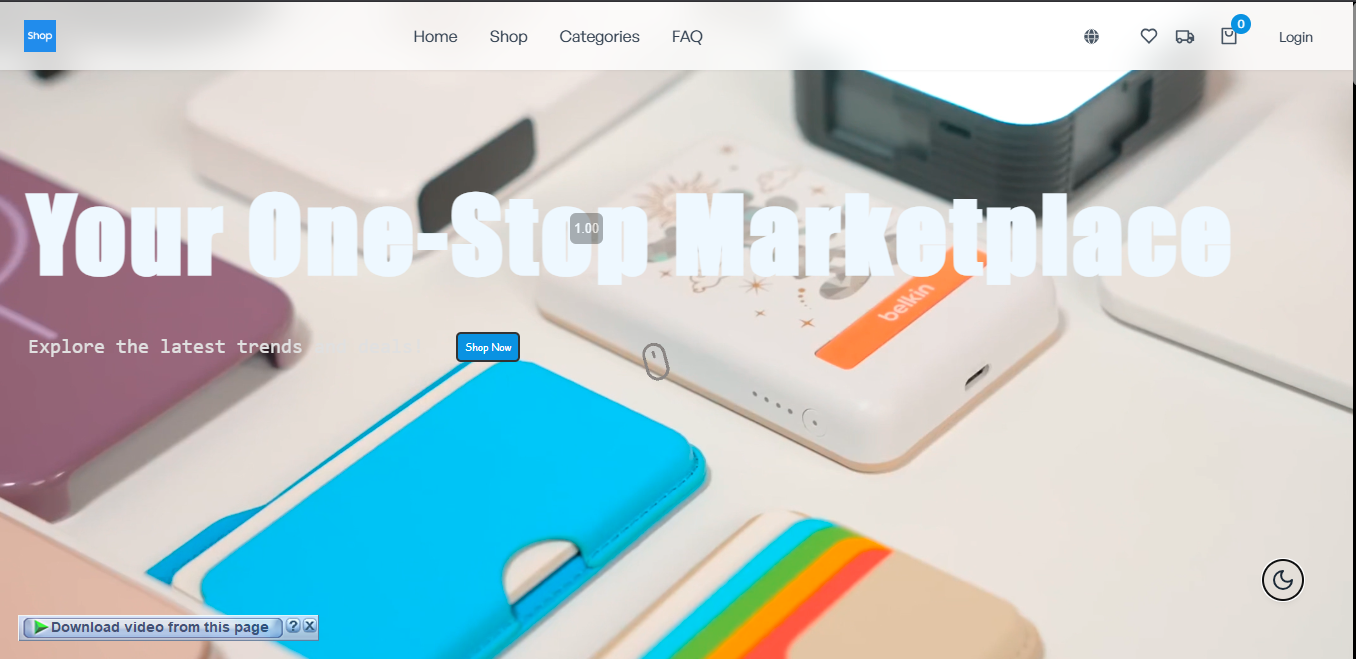 Shop
Home Shop Categories FAQ
0
Login
Your One-Stop Marketplace
1.00
belkin
Explore the latest trends
Shop Now
Download video from this page ? X